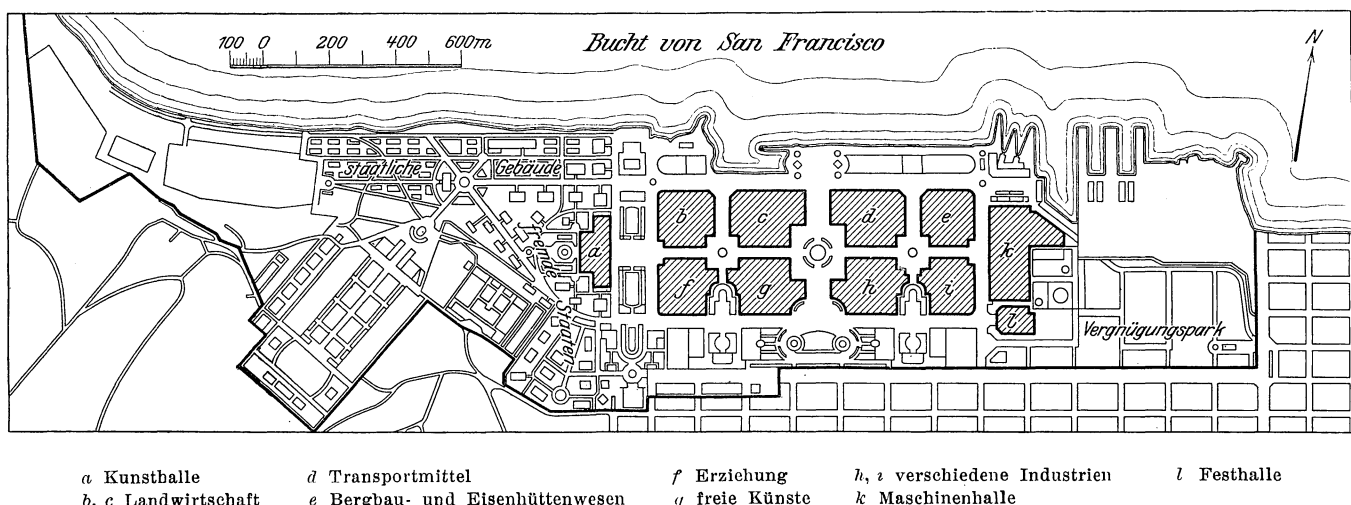 100 0 200 400 600m
Bucht von San Francisco
N
staatliche Gebäude
fremde Staaten
a
b
c
d
e
f
g
h
i
k
l
Vergnügungspark
a Kunsthalle
b, c Landwirtschaft
d Transportmittel
e Bergbau- und Eisenhüttenwesen
f Erziehung
g freie Künste
h, i verschiedene Industrien
k Maschinenhalle
l Festhalle